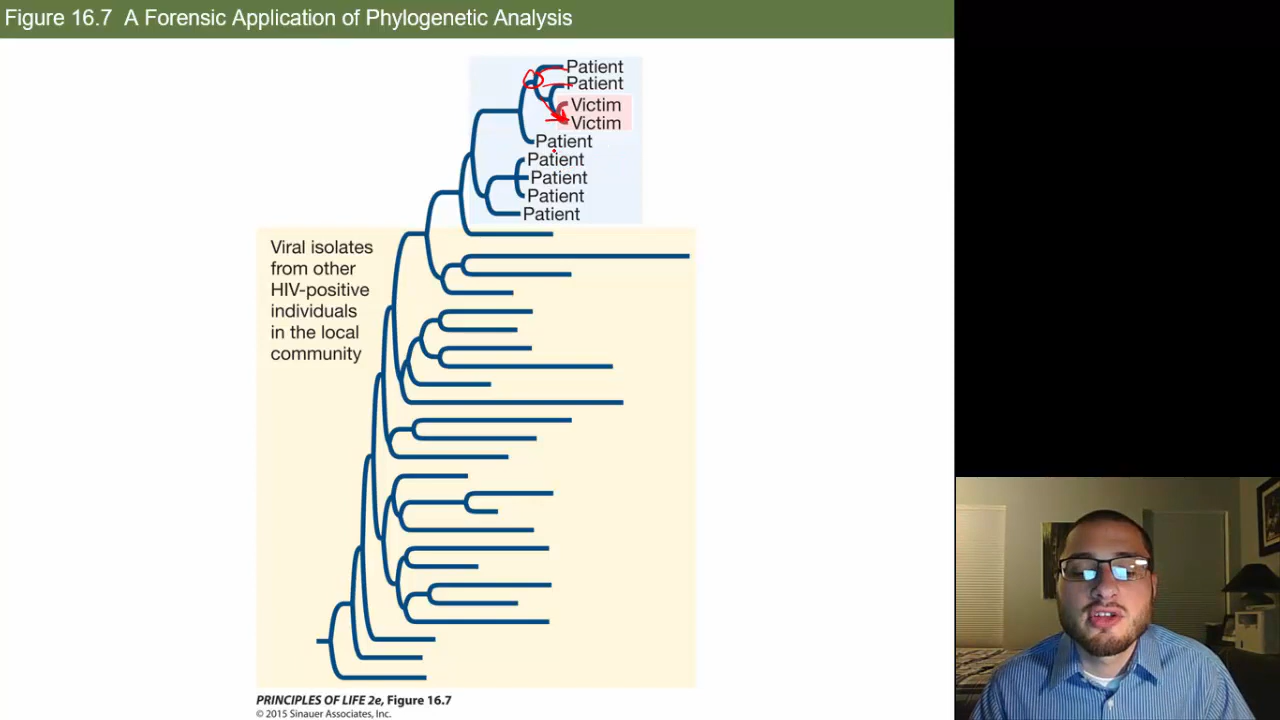 Figure 16.7 A Forensic Application of Phylogenetic Analysis
Patient
Patient
Victim
Victim
Patient
Patient
Patient
Patient
Patient
Viral isolates
from other
HIV-positive
individuals
in the local
community
PRINCIPLES OF LIFE 2e, Figure 16.7
© 2015 Sinauer Associates, Inc.